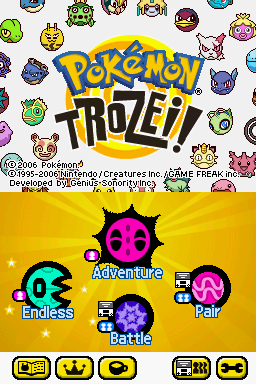 POKéMON
TROZEI!
© 2006 Pokémon.
©1995-2006 Nintendo/Creatures Inc./GAME FREAK inc.
Developed by Genius-Sonority Inc.
Adventure
Endless
Pair
Battle